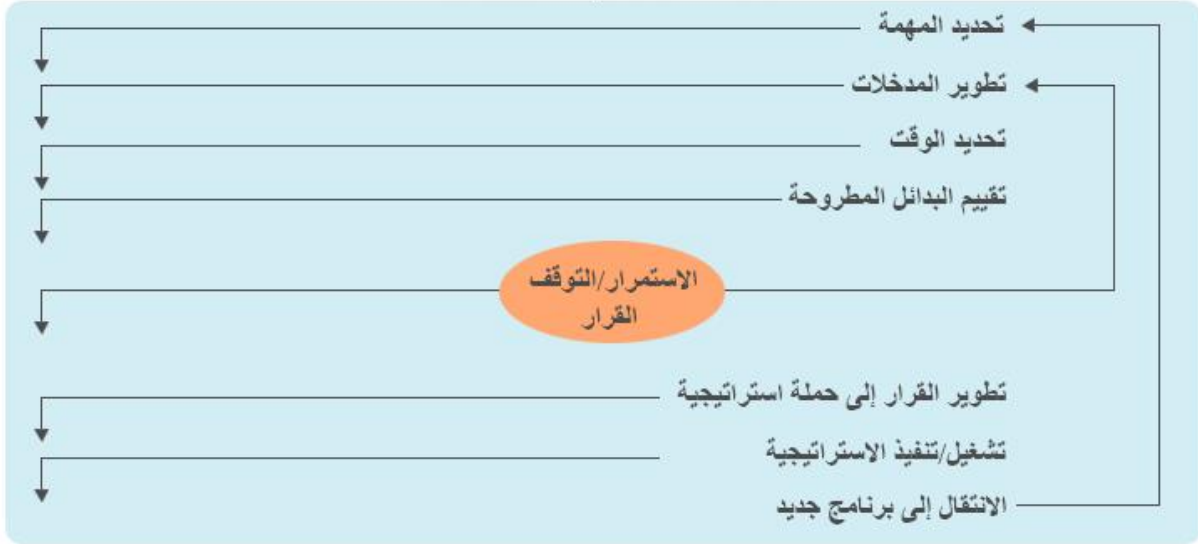 تحديد المهمة
تطوير المدخلات
تحديد الوقت
تقييم البدائل المطروحة
الاستمرار/التوقف
القرار
تطوير القرار إلى حملة استراتيجية
تشغيل/تنفيذ الاستراتيجية
الانتقال إلى برنامج جديد